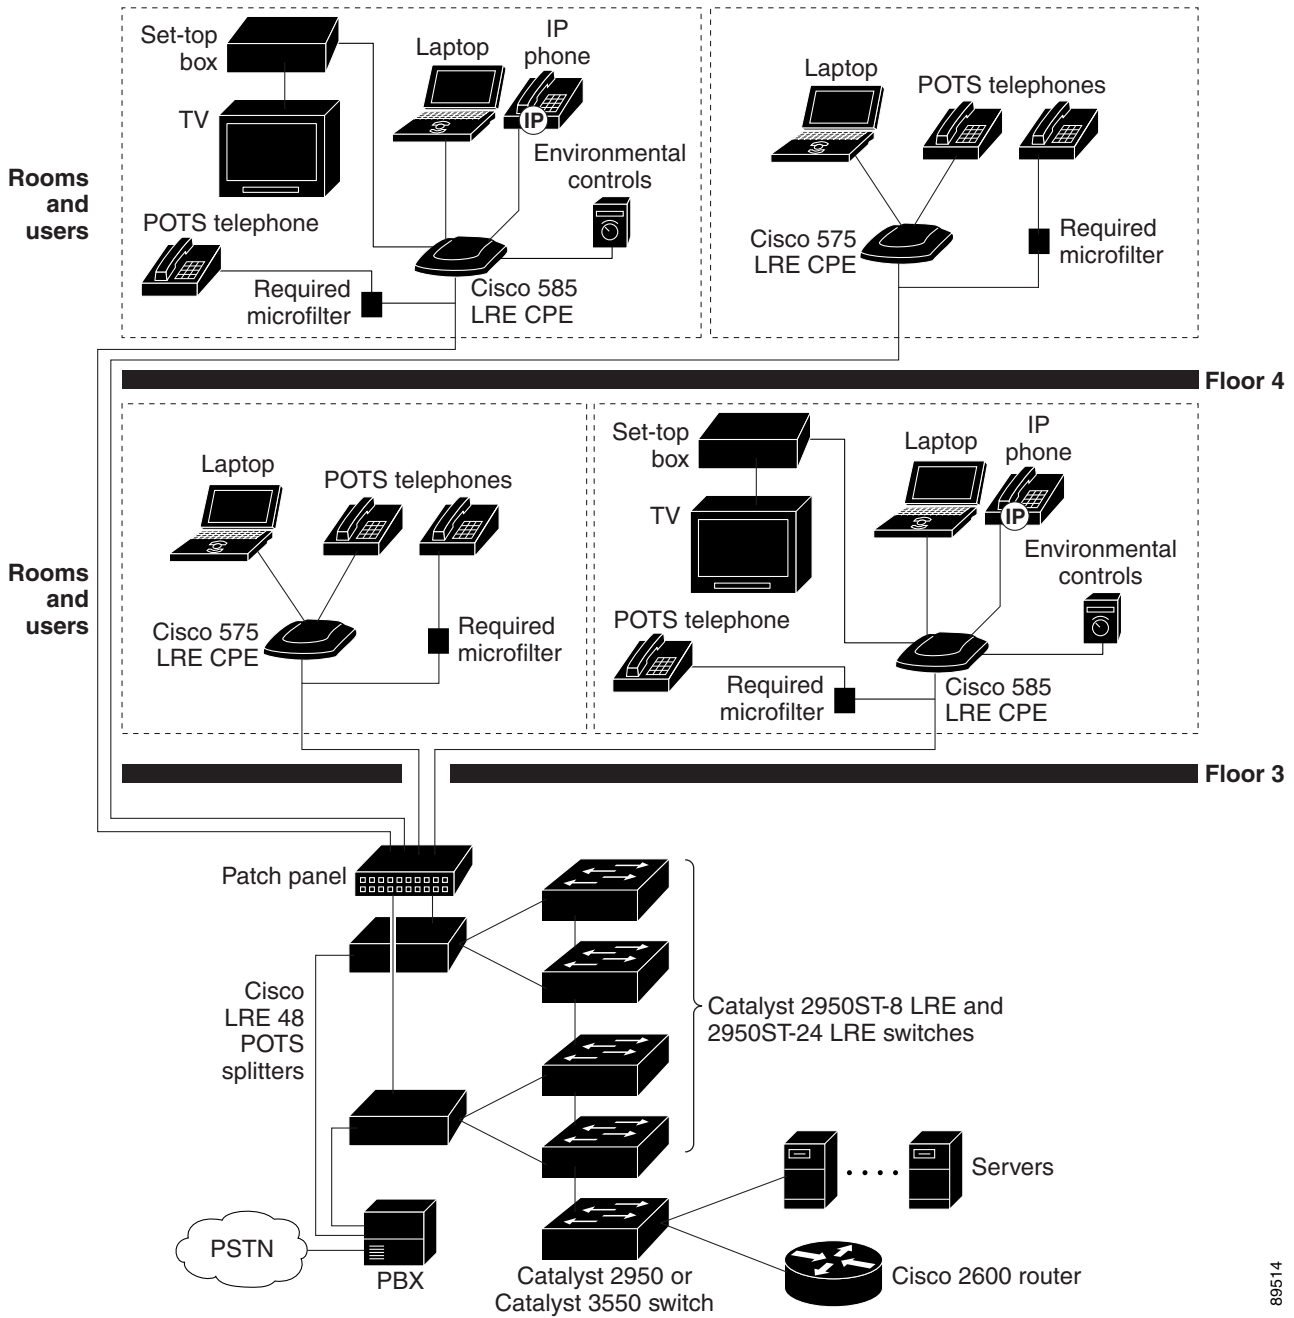 Set-top
box
Laptop
IP
phone
TV
IP
Environmental
controls
POTS telephone
Required
microfilter
Cisco 585
LRE CPE
Rooms
and
users
Laptop
POTS telephones
Cisco 575
LRE CPE
Required
microfilter
Floor 4
Laptop
POTS telephones
Cisco 575
LRE CPE
Required
microfilter
Rooms
and
users
Set-top
box
Laptop
IP
phone
TV
IP
Environmental
controls
POTS telephone
Required
microfilter
Cisco 585
LRE CPE
Floor 3
Patch panel
Cisco
LRE 48
POTS
splitters
Catalyst 2950ST-8 LRE and
2950ST-24 LRE switches
Servers
PSTN
PBX
Catalyst 2950 or
Catalyst 3550 switch
Cisco 2600 router
89514